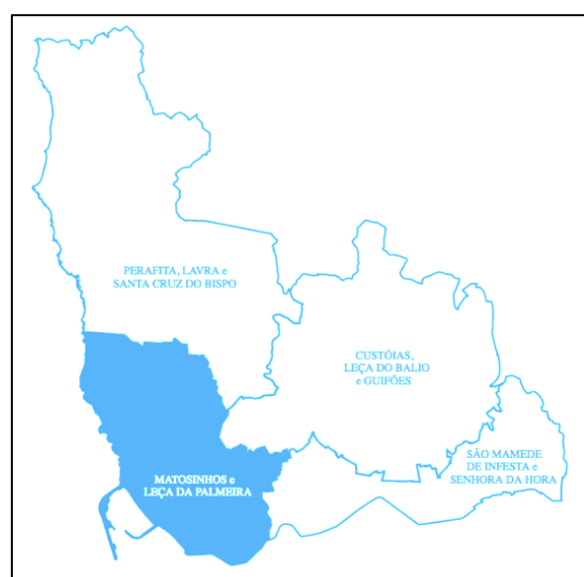 PERAFITA, LAVRA e
SANTA CRUZ DO BISPO
CUSTÓIAS,
LEÇA DO BALIO
e GUIFÕES
SÃO MAMEDE
DE INFESTA e
SENHORA DA HORA
MATOSINHOS e
LEÇA DA PALMEIRA